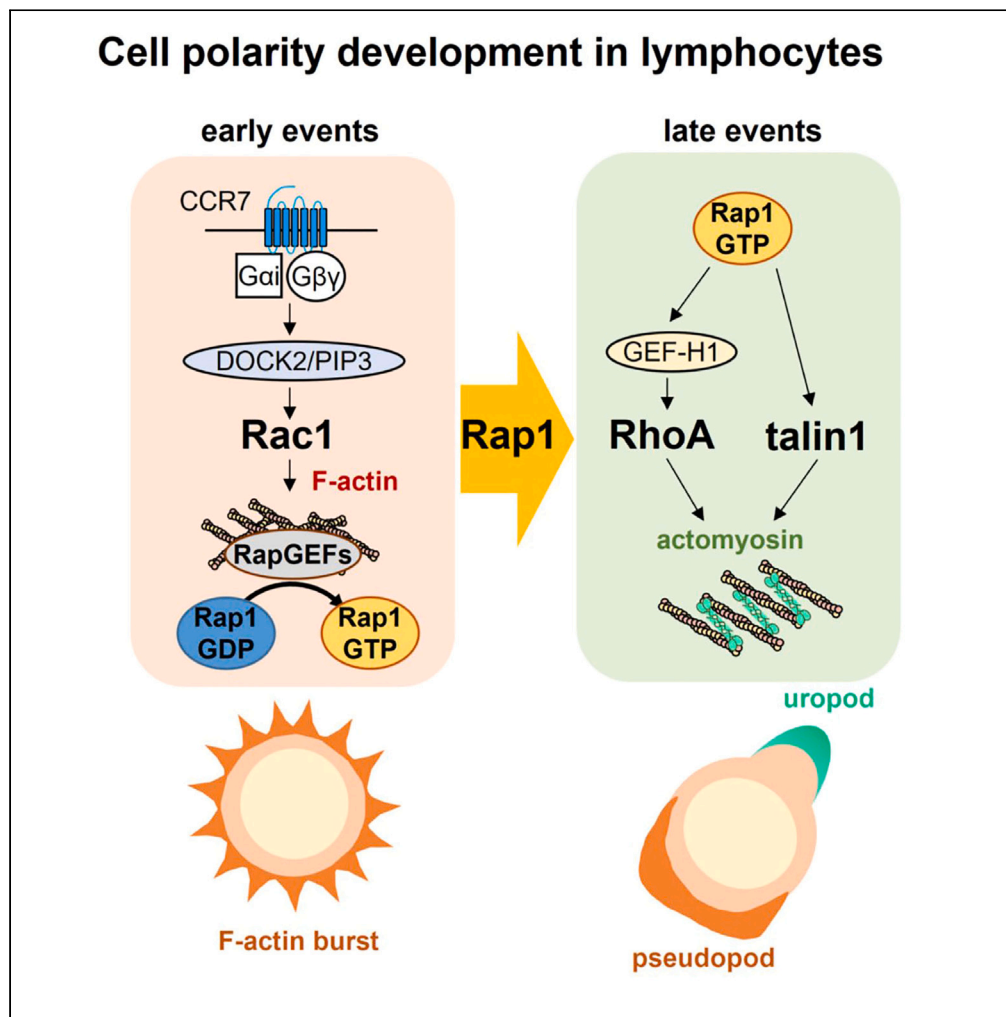 Cell polarity development in lymphocytes
early events
CCR7
Gαi
Gβγ
DOCK2/PIP3
Rac1
F-actin
RapGEFs
Rap1
GDP
Rap1
GTP
F-actin burst
Rap1
late events
Rap1
GTP
GEF-H1
RhoA
talin1
actomyosin
uropod
pseudopod